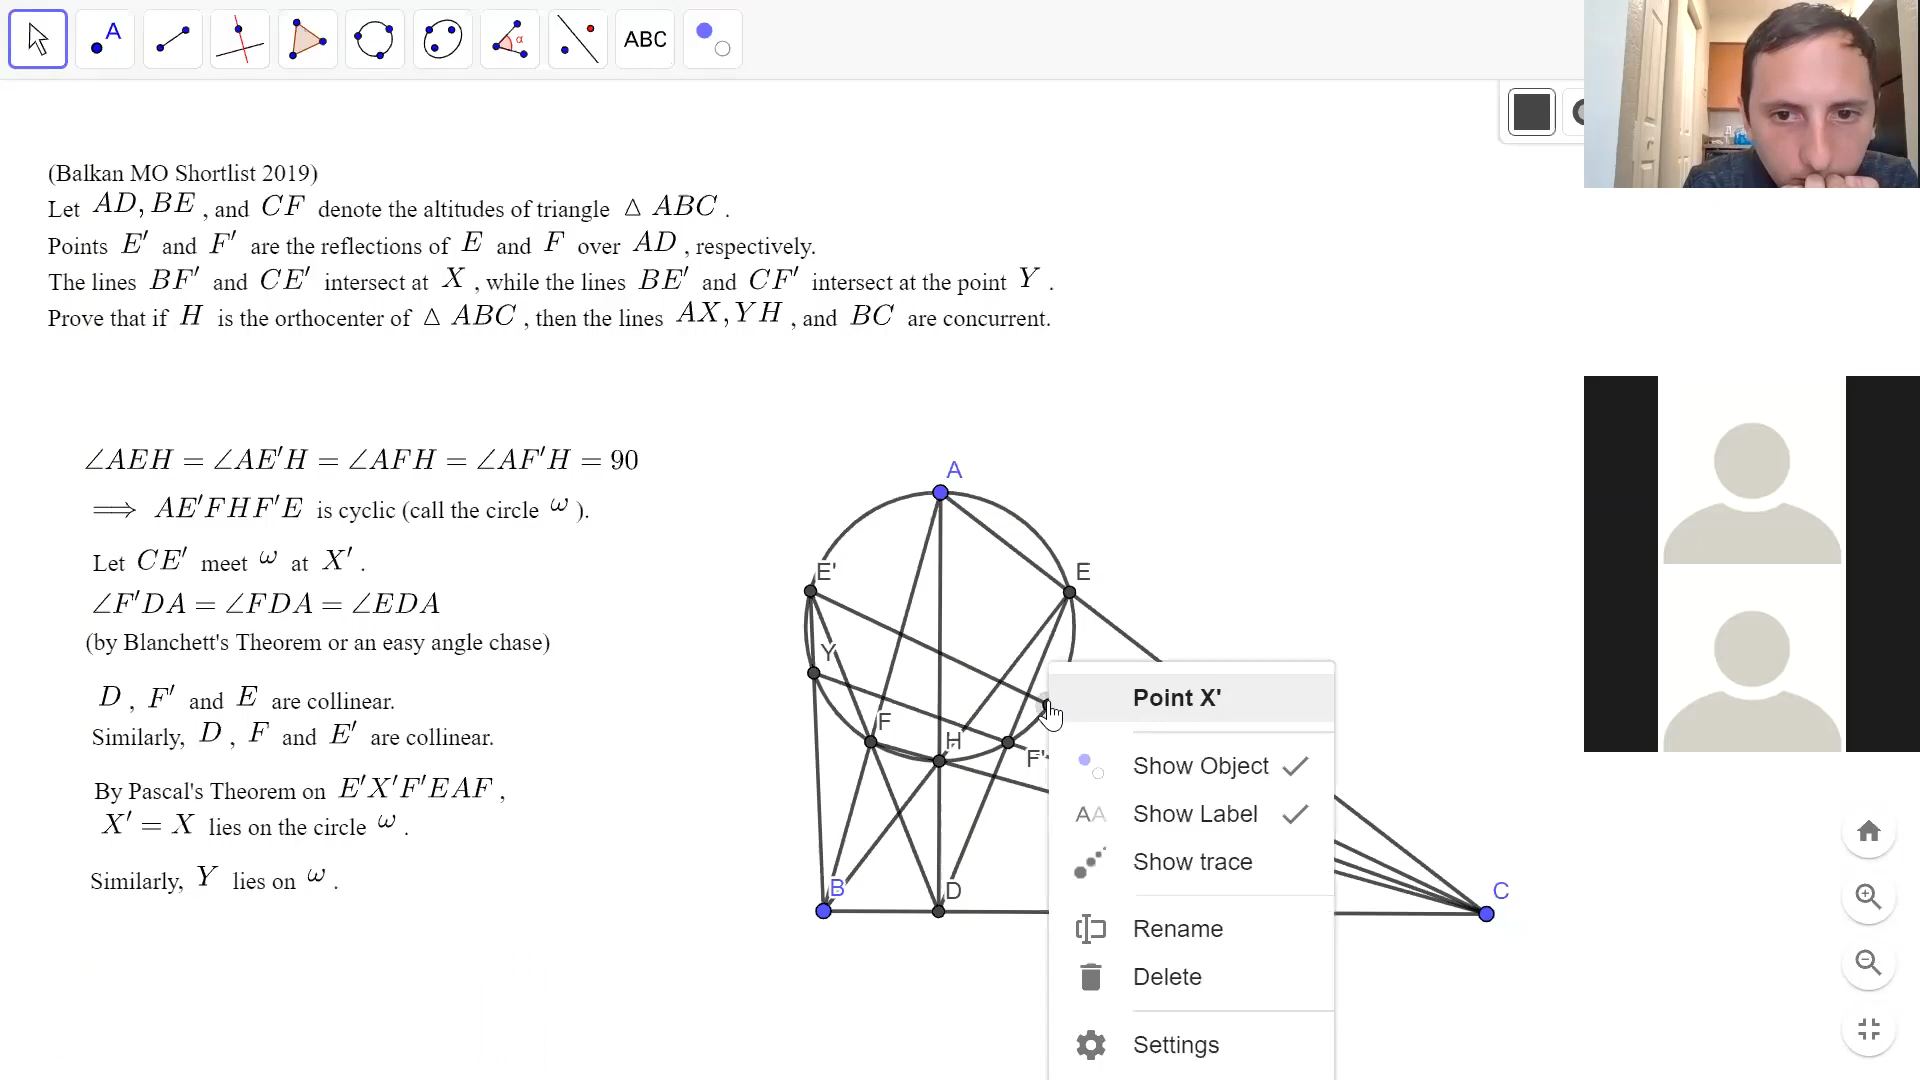 A
α
ABC
(Balkan MO Shortlist 2019)
Let AD, BE , and CF denote the altitudes of triangle △ ABC .
Points E′ and F′ are the reflections of E and F over AD , respectively.
The lines BF′ and CE′ intersect at X , while the lines BE′ and CF′ intersect at the point Y .
Prove that if H is the orthocenter of △ ABC , then the lines AX, YH , and BC are concurrent.
∠AEH = ∠AE′H = ∠AFH = ∠AF′H = 90
⟹ AE′FHF′E is cyclic (call the circle ω ).
Let CE′ meet ω at X′ .
∠F′DA = ∠FDA = ∠EDA
(by Blanchett's Theorem or an easy angle chase)
D , F′ and E are collinear.
Similarly, D , F and E′ are collinear.
By Pascal's Theorem on E′X′F′EAF ,
X′ = X lies on the circle ω .
Similarly, Y lies on ω .
A
E'
E
Y
F
H
F'
B
D
C
Point X'
Show Object
AA Show Label
Show trace
Rename
Delete
Settings